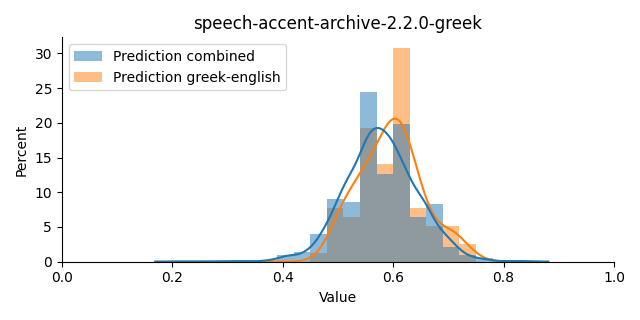 speech-accent-archive-2.2.0-greek
Prediction combined
Prediction greek-english
Percent
30
25
20
15
10
5
0
0.0 0.2 0.4 0.6 0.8 1.0
Value